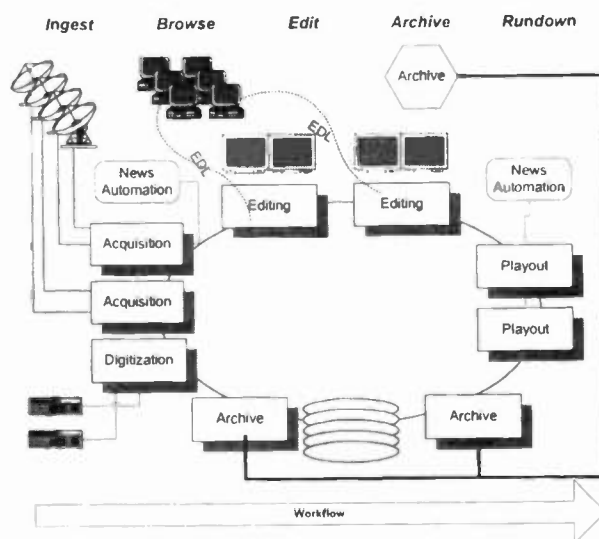 Ingest Browse Edit Archive Rundown
Archive
EDL
EDL
News
Automation
News
Automation
Editing
Editing
Acquisition
Playout
Acquisition
Playout
Digitization
Archive
Archive
Workflow